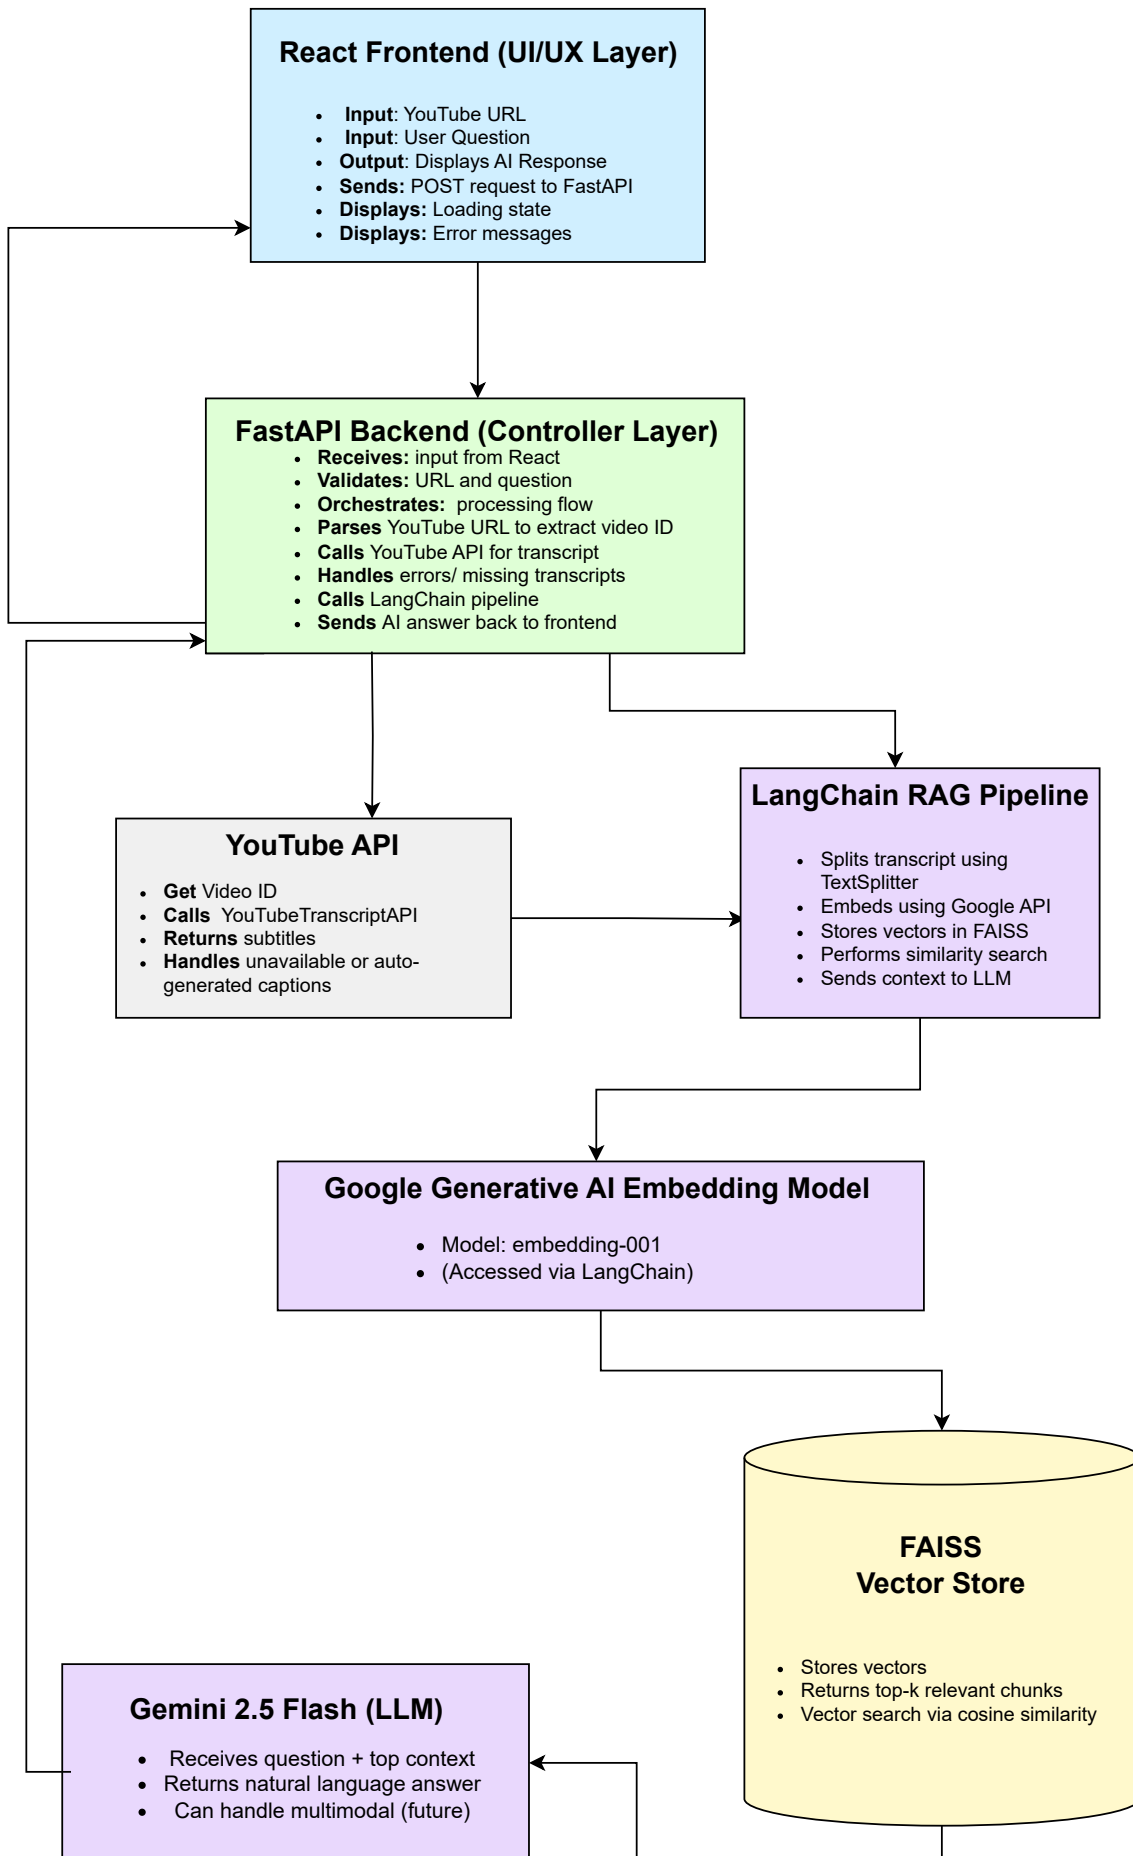 React Frontend (UI/UX Layer)
• Input: YouTube URL
• Input: User Question
• Output: Displays AI Response
• Sends: POST request to FastAPI
• Displays: Loading state
• Displays: Error messages
FastAPI Backend (Controller Layer)
• Receives: input from React
• Validates: URL and question
• Orchestrates:  processing flow
• Parses YouTube URL to extract video ID
• Calls YouTube API for transcript
• Handles errors/ missing transcripts
• Calls LangChain pipeline
• Sends AI answer back to frontend
YouTube API
• Get Video ID
• Calls  YouTubeTranscriptAPI
• Returns subtitles
• Handles unavailable or auto-
generated captions
LangChain RAG Pipeline
• Splits transcript using
TextSplitter
• Embeds using Google API
• Stores vectors in FAISS
• Performs similarity search
• Sends context to LLM
Google Generative AI Embedding Model
• Model: embedding-001
• (Accessed via LangChain)
FAISS
Vector Store
• Stores vectors
• Returns top-k relevant chunks
• Vector search via cosine similarity
Gemini 2.5 Flash (LLM)
• Receives question + top context
• Returns natural language answer
• Can handle multimodal (future)